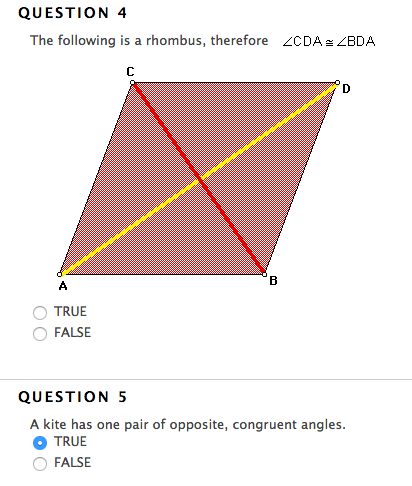 QUESTION 4
The following is a rhombus, therefore ∠CDA ≅ ∠BDA
C
D
A
B
TRUE
FALSE
QUESTION 5
A kite has one pair of opposite, congruent angles.
TRUE
FALSE